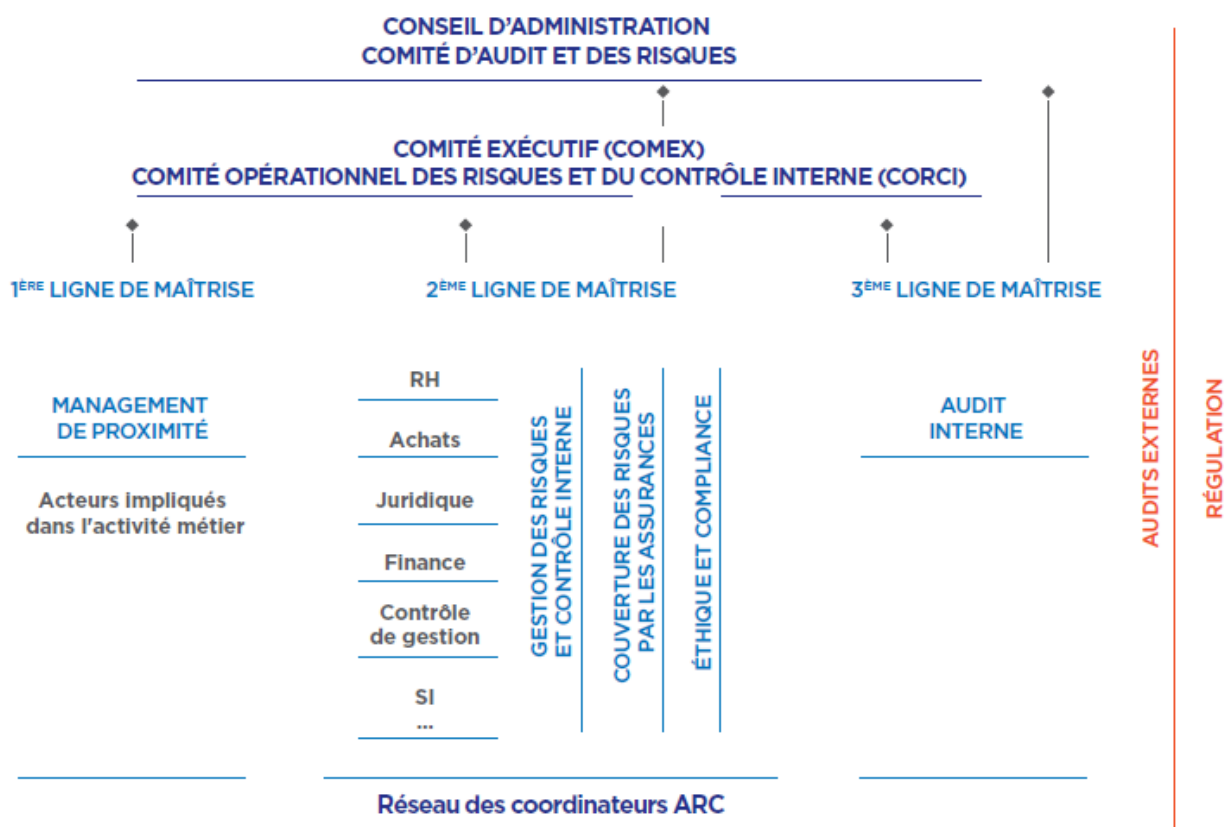 CONSEIL D'ADMINISTRATION
COMITÉ D'AUDIT ET DES RISQUES
COMITÉ EXÉCUTIF (COMEX)
COMITÉ OPÉRATIONNEL DES RISQUES ET DU CONTRÔLE INTERNE (CORCI)
1ÈRE LIGNE DE MAÎTRISE
2ÈME LIGNE DE MAÎTRISE
3ÈME LIGNE DE MAÎTRISE
MANAGEMENT
DE PROXIMITÉ
Acteurs impliqués
dans l'activité métier
RH
Achats
Juridique
Finance
Contrôle
de gestion
SI
...
GESTION DES RISQUES
ET CONTRÔLE INTERNE
COUVERTURE DES RISQUES
PAR LES ASSURANCES
ÉTHIQUE ET COMPLIANCE
AUDIT
INTERNE
AUDITS EXTERNES
RÉGULATION
Réseau des coordinateurs ARC